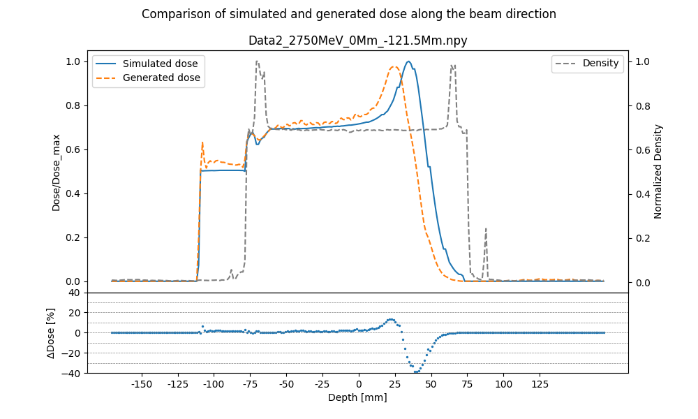 Comparison of simulated and generated dose along the beam direction
Data2_2750MeV_0Mm_-121.5Mm.npy
Simulated dose
Generated dose
Density
Dose/Dose_max
1.0
0.8
0.6
0.4
0.2
0.0
Normalized Density
1.0
0.8
0.6
0.4
0.2
0.0
ΔDose [%]
40
20
0
−20
−40
-150 -125 -100 -75 -50 -25 0 25 50 75 100 125
Depth [mm]